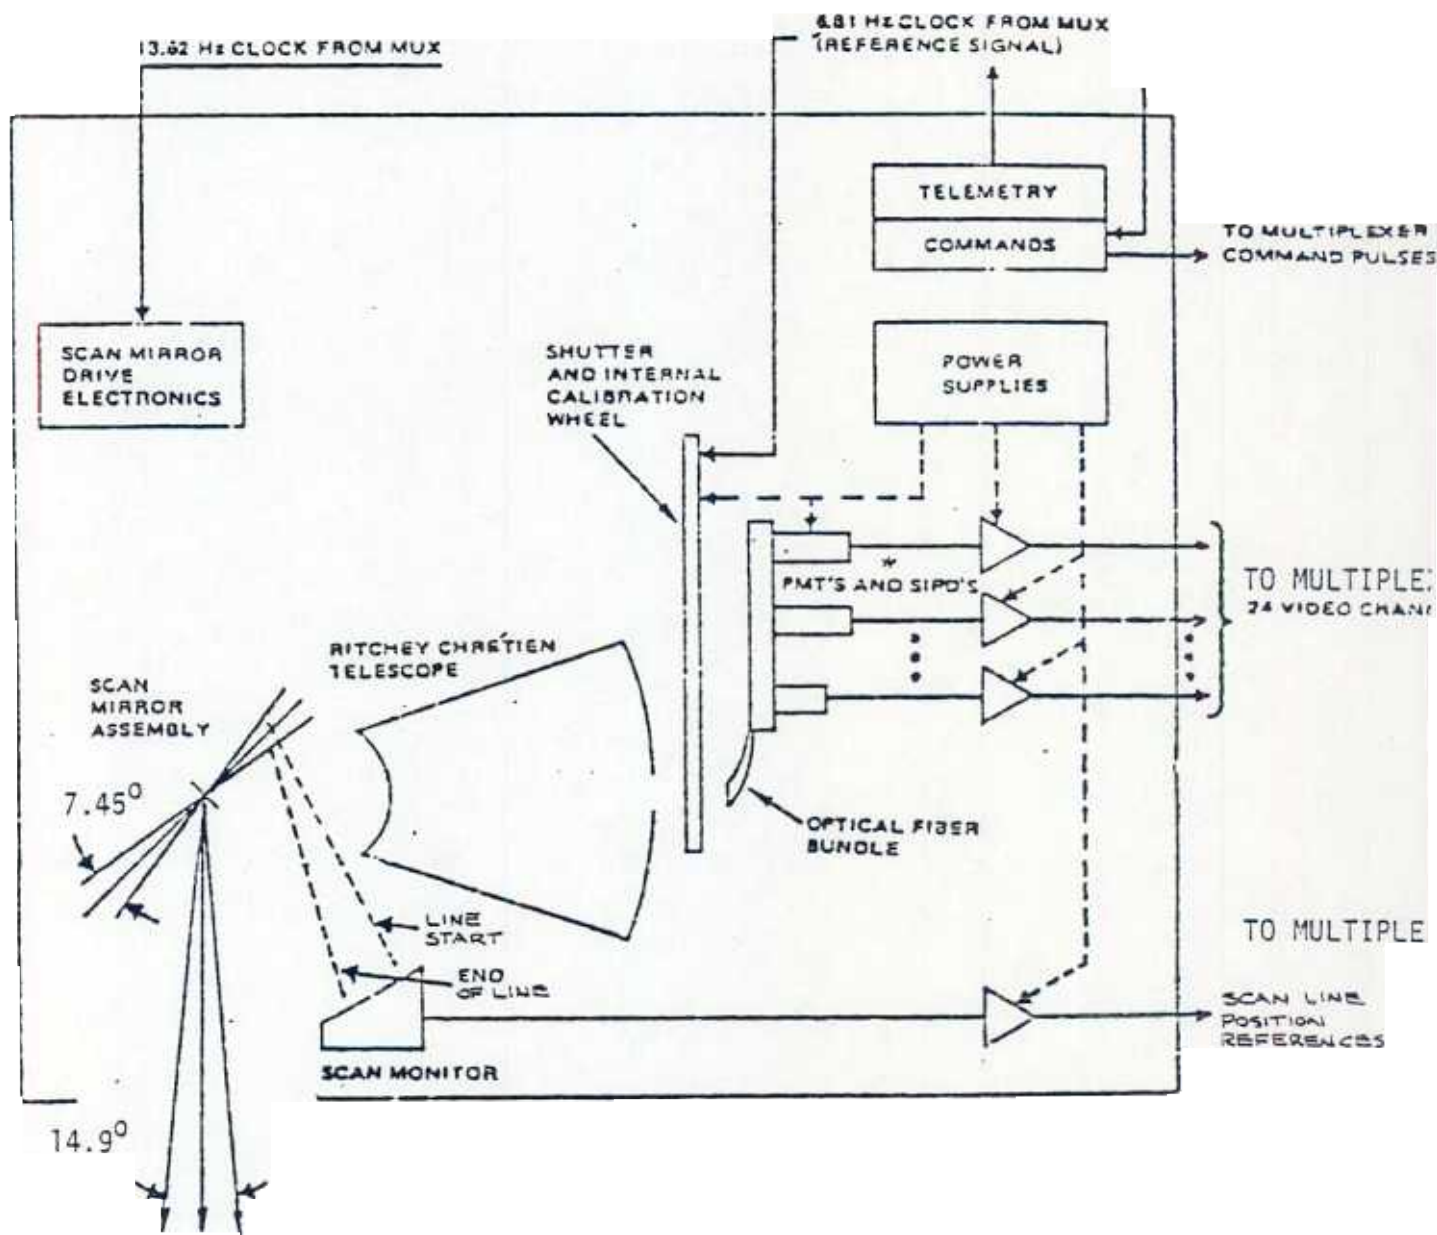 13.62 Hz CLOCK FROM MUX
6.81 Hz CLOCK FROM MUX
(REFERENCE SIGNAL)
TELEMETRY
COMMANDS
TO MULTIPLEXER
COMMAND PULSES
SCAN MIRROR
DRIVE
ELECTRONICS
SHUTTER
AND INTERNAL
CALIBRATION
WHEEL
POWER
SUPPLIES
*
PMT'S AND SIPD'S
TO MULTIPLE
24 VIDEO CHAN
RITCHEY CHRÉTIEN
TELESCOPE
SCAN
MIRROR
ASSEMBLY
7.45°
OPTICAL FIBER
BUNDLE
LINE
START
END
OF LINE
TO MULTIPLE
SCAN LINE
POSITION
REFERENCES
SCAN MONITOR
14.9°